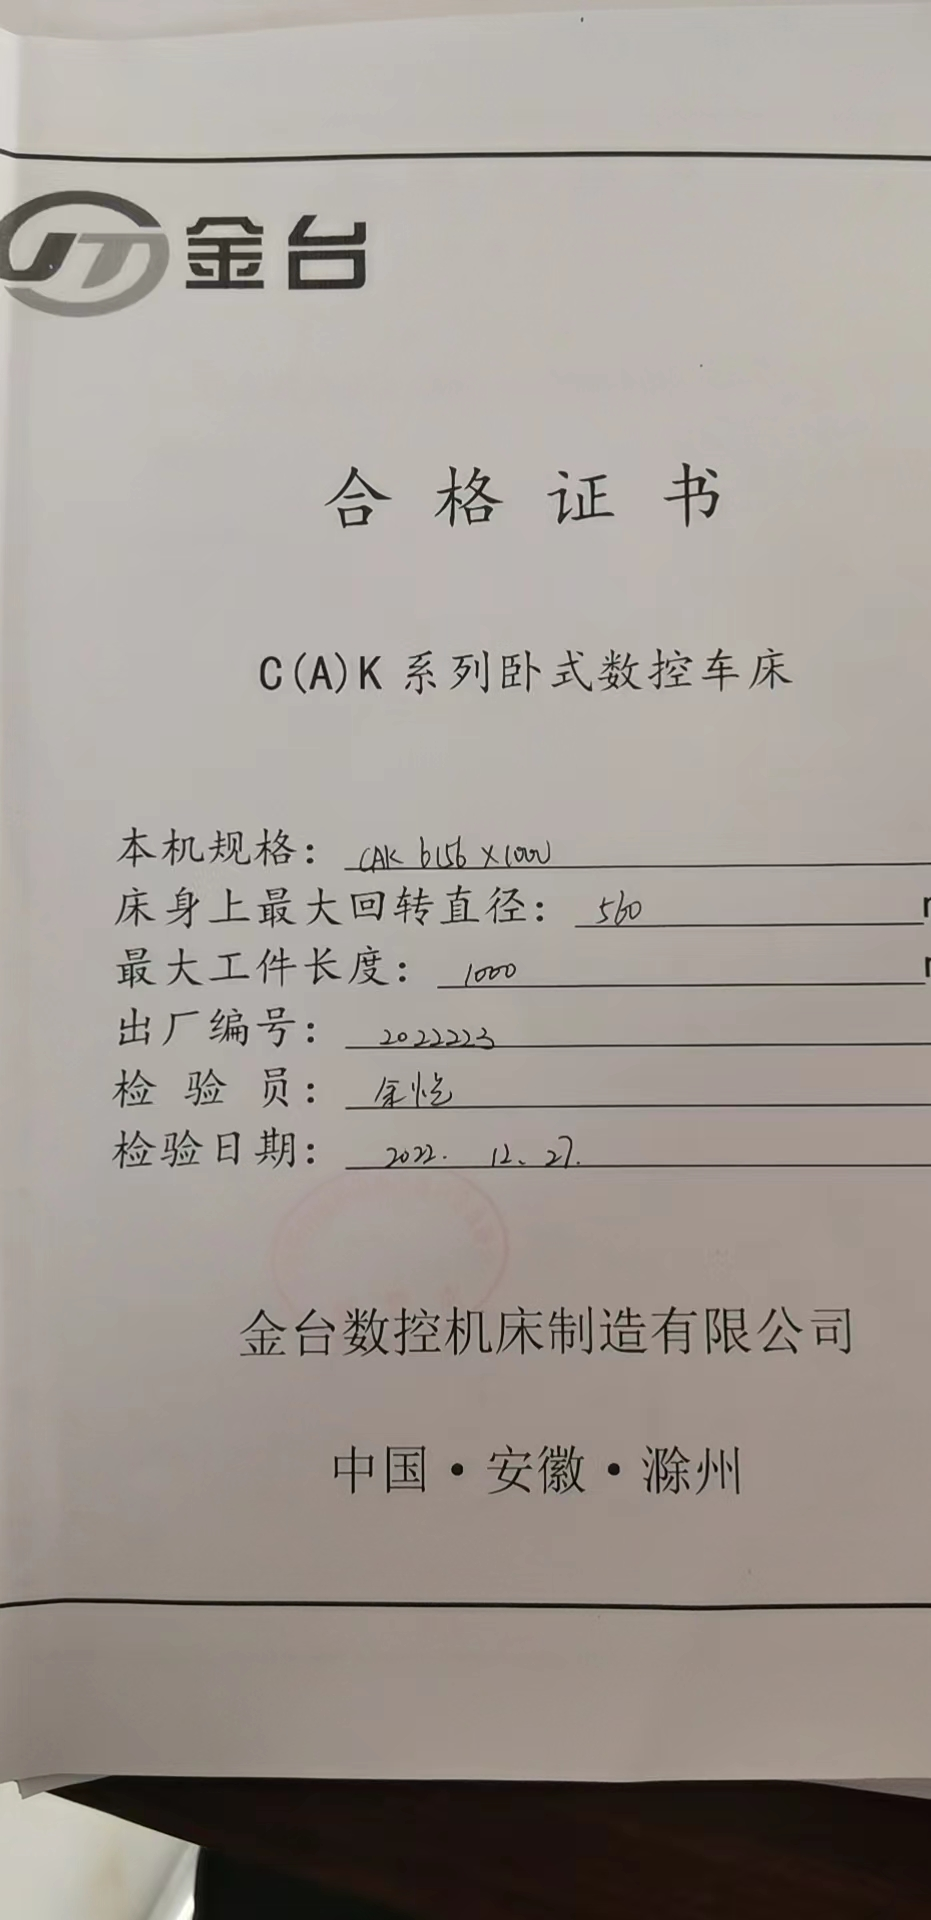 JT 金台
合格证书
C(A)K 系列卧式数控车床
本机规格: CAK 6156 X1000
床身上最大回转直径: 560
最大工件长度: 1000
出厂编号: 2022223
检验员:
检验日期: 2022. 12. 27.
金台数控机床制造有限公司
中国·安徽·滁州